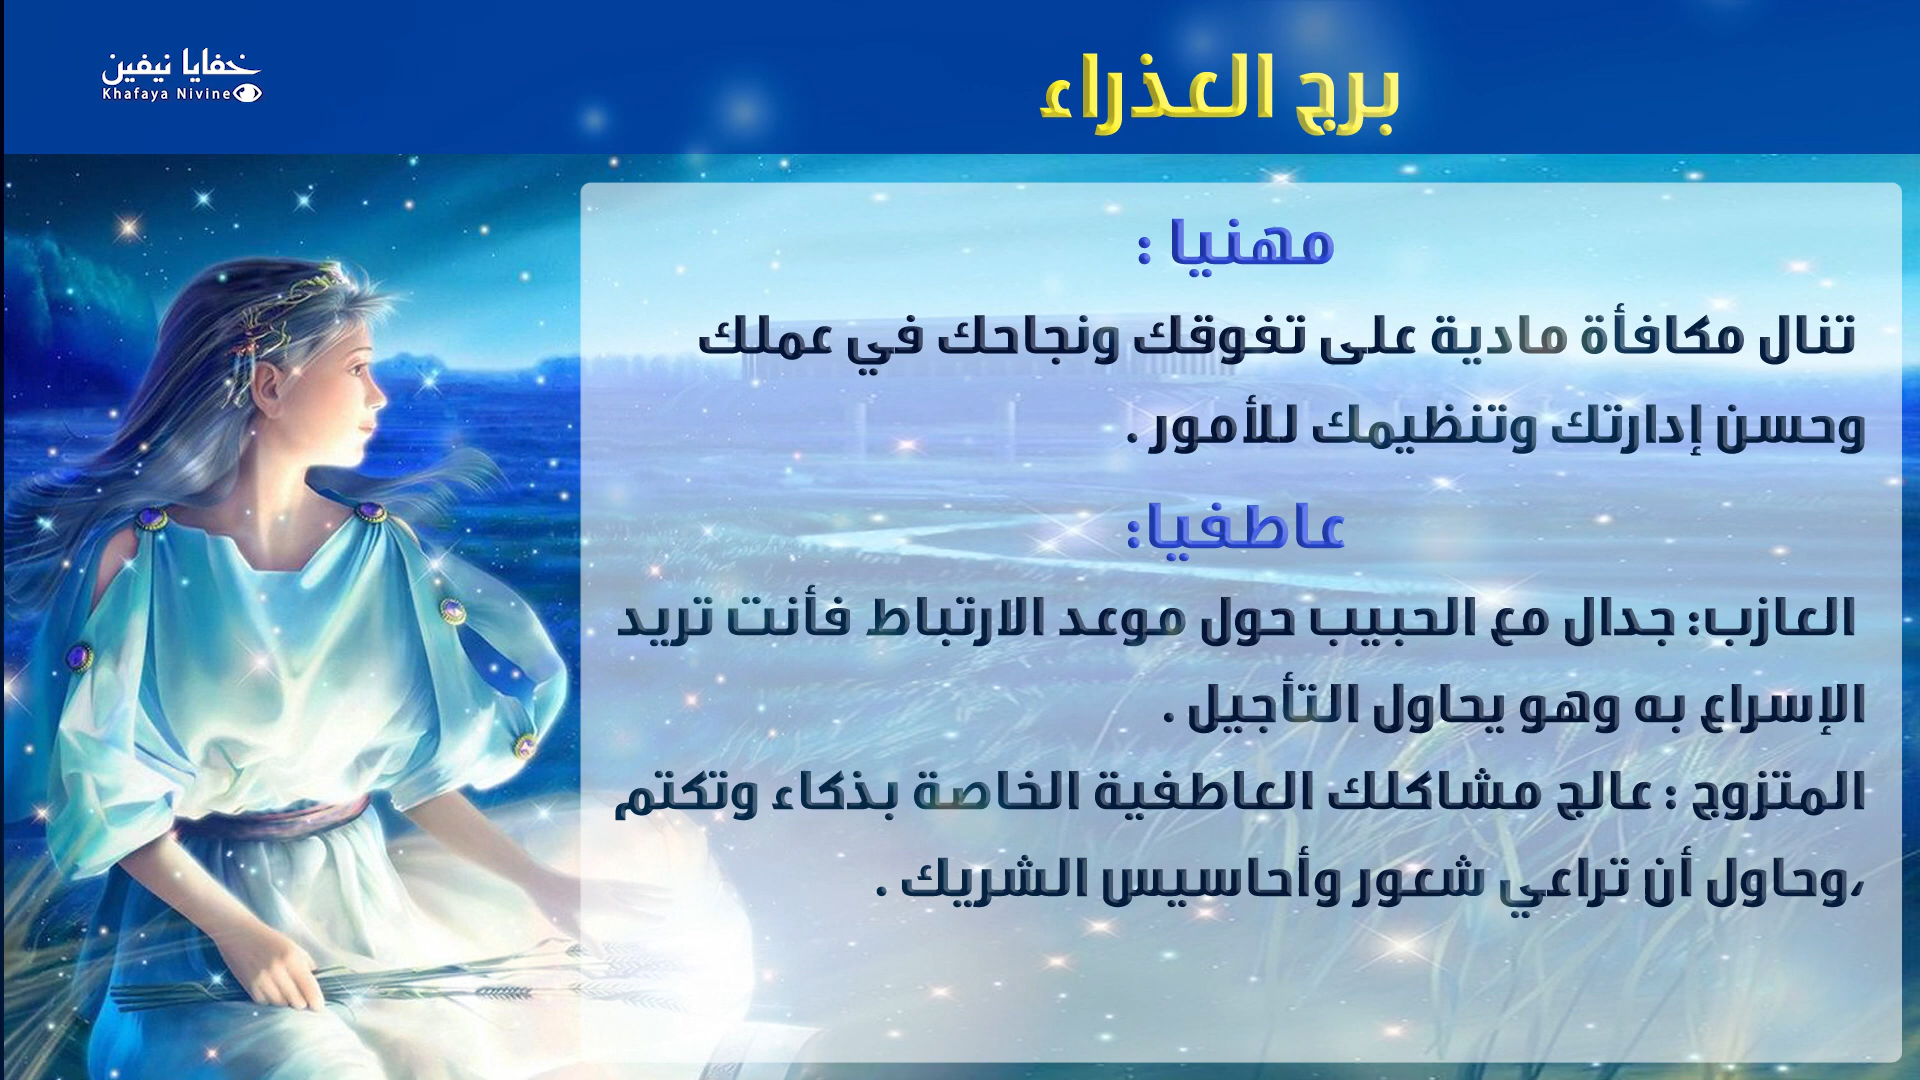 خفايا نيفين
Khafaya Nivine
برج العذراء
مهنيا :
تنال مكافأة مادية على تفوقك ونجاحك في عملك
وحسن إدارتك وتنظيمك للأمور .
عاطفيا:
العازب: جدال مع الحبيب حول موعد الارتباط فأنت تريد
الإسراع به وهو يحاول التأجيل .
المتزوج : عالج مشاكلك العاطفية الخاصة بذكاء وتكتم
،وحاول أن تراعي شعور وأحاسيس الشريك .